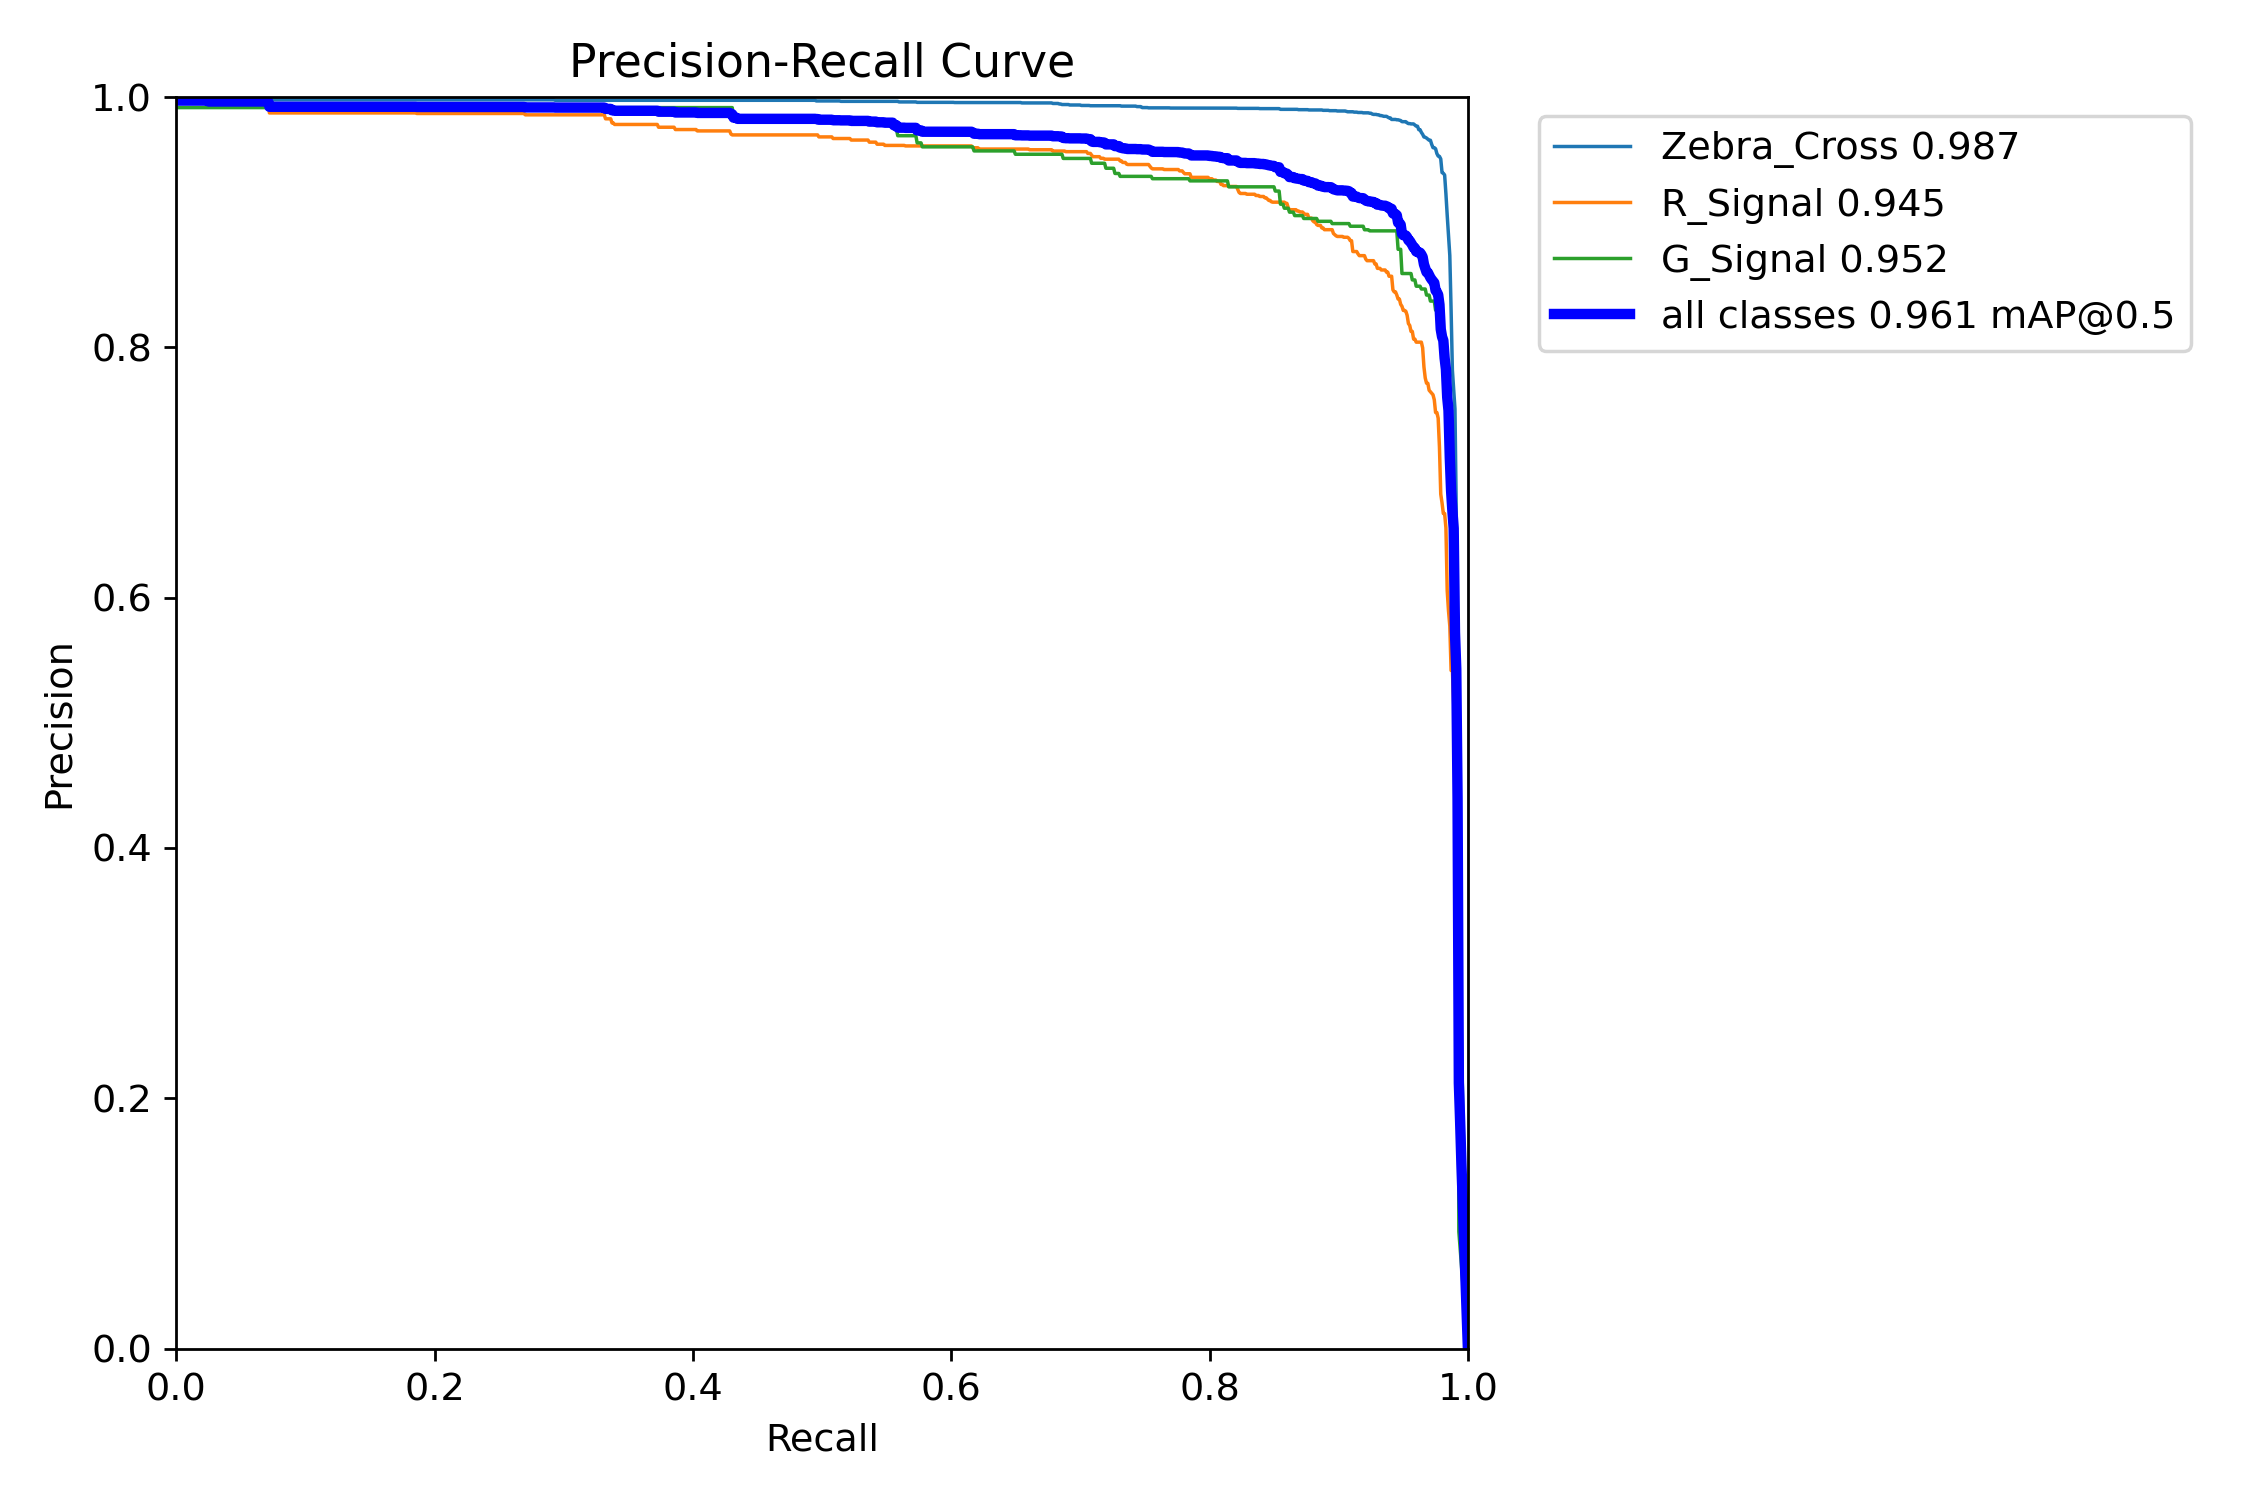 Precision-Recall Curve
1.0
0.8
0.6
0.4
0.2
0.0
Precision
0.0 0.2 0.4 0.6 0.8 1.0
Recall
Zebra_Cross 0.987
R_Signal 0.945
G_Signal 0.952
all classes 0.961 mAP@0.5